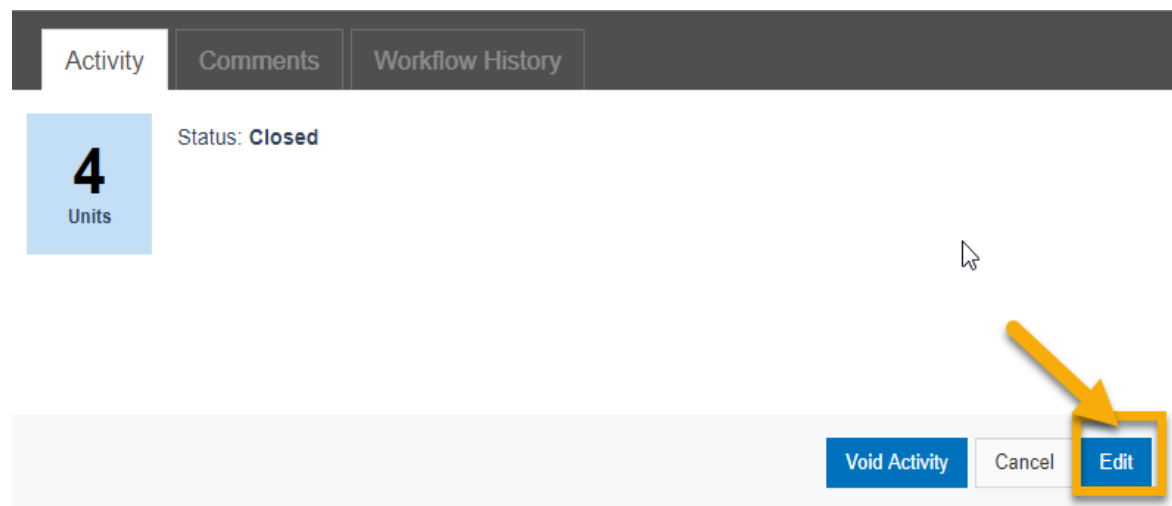 Activity Comments Workflow History
4
Units
Status: Closed
Void Activity Cancel Edit